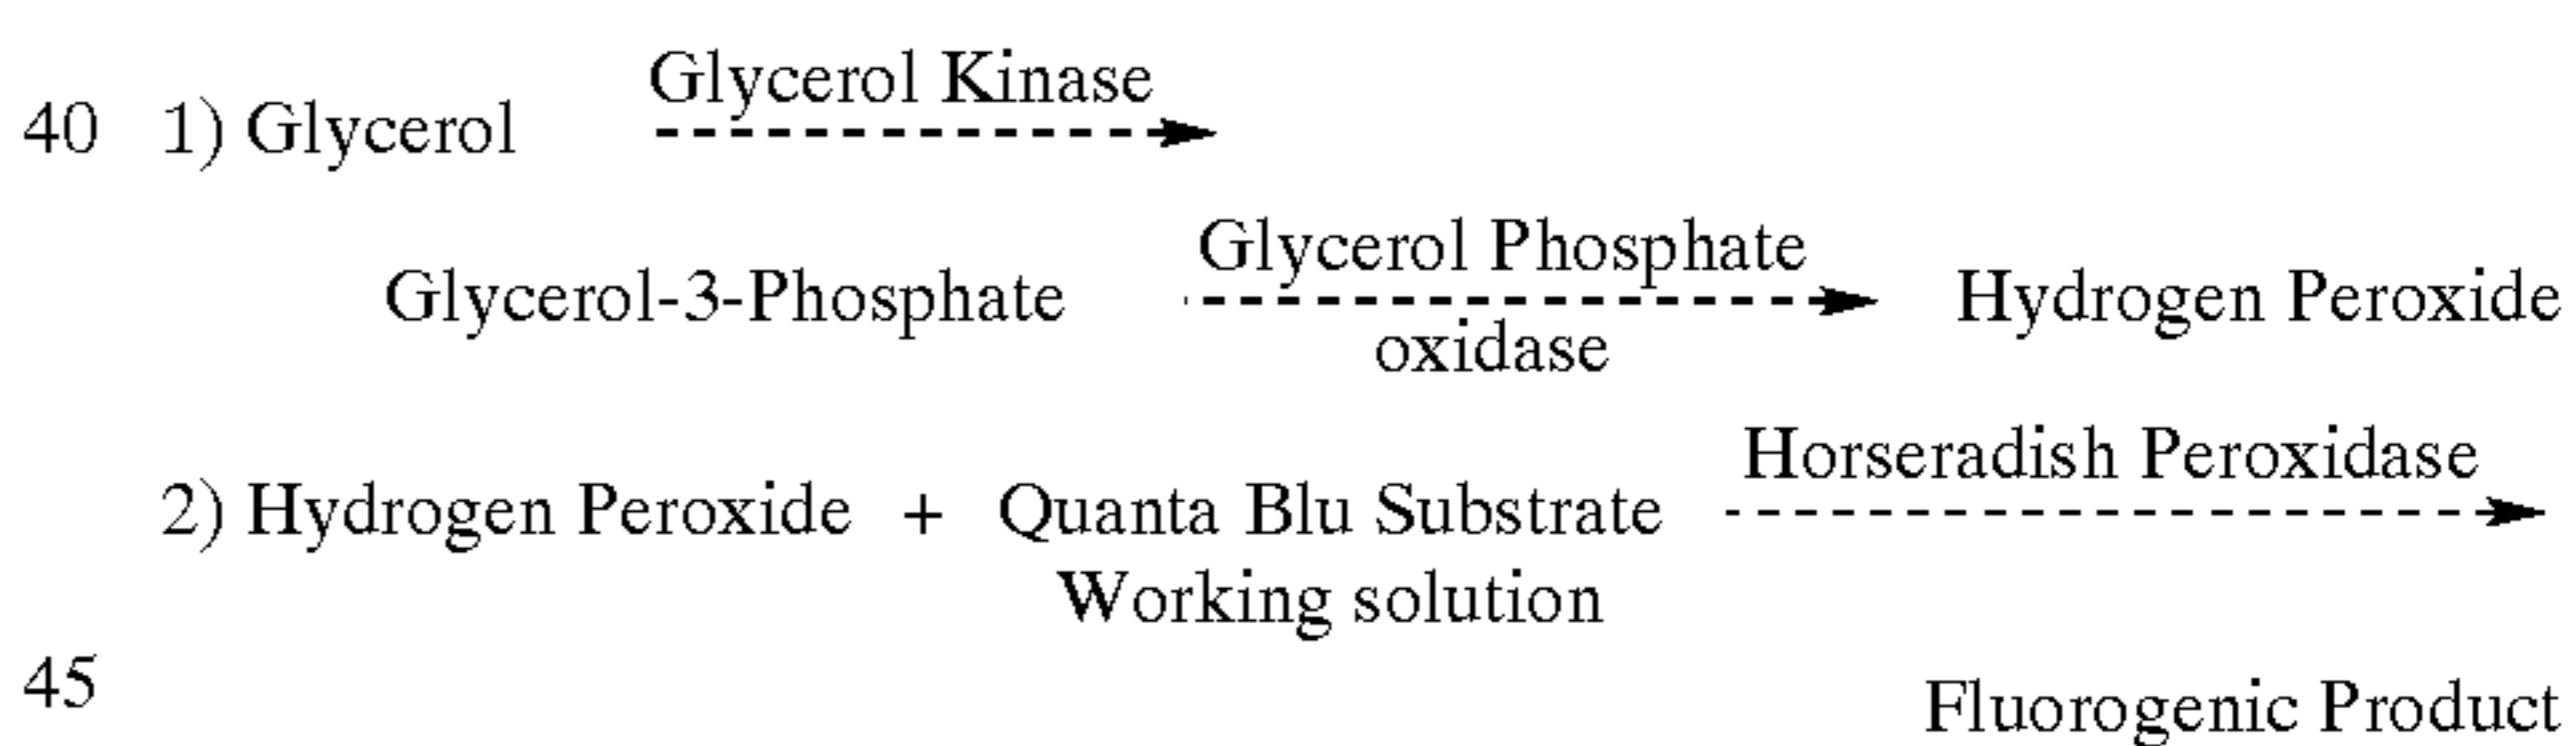 Glycerol Kinase
40 1) Glycerol
Glycerol Phosphate
Glycerol-3-Phosphate Hydrogen Peroxide
oxidase
Horseradish Peroxidase
2) Hydrogen Peroxide + Quanta Blu Substrate
Working solution
45
Fluorogenic Product